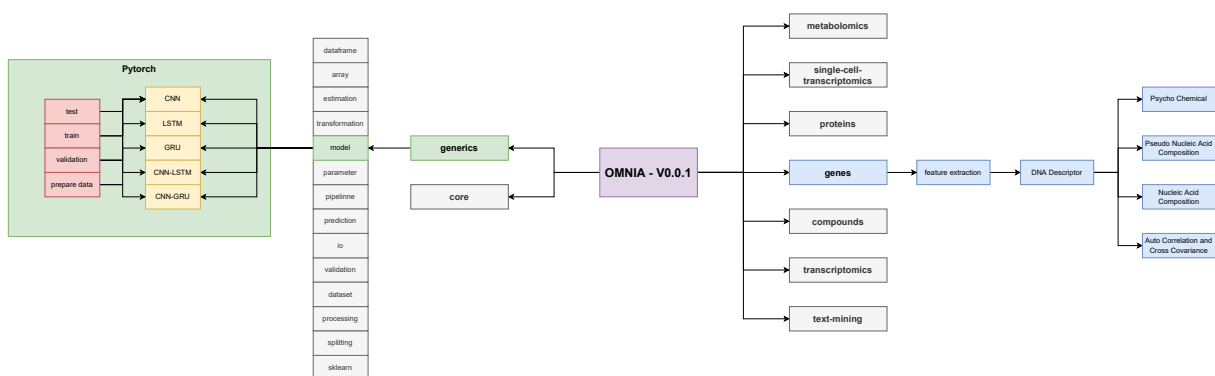 Pytorch
test
train
validation
prepare data
CNN
LSTM
GRU
CNN-LSTM
CNN-GRU
dataframe
array
estimation
transformation
model
parameter
pipelinne
prediction
io
validation
dataset
processing
splitting
sklearn
generics
core
OMNIA - V0.0.1
metabolomics
single-cell-
transcriptomics
proteins
genes
compounds
transcriptomics
text-mining
feature extraction
DNA Descriptor
Psycho Chemical
Pseudo Nucleic Acid
Composition
Nucleic Acid
Composition
Auto Correlation and
Cross Covariance